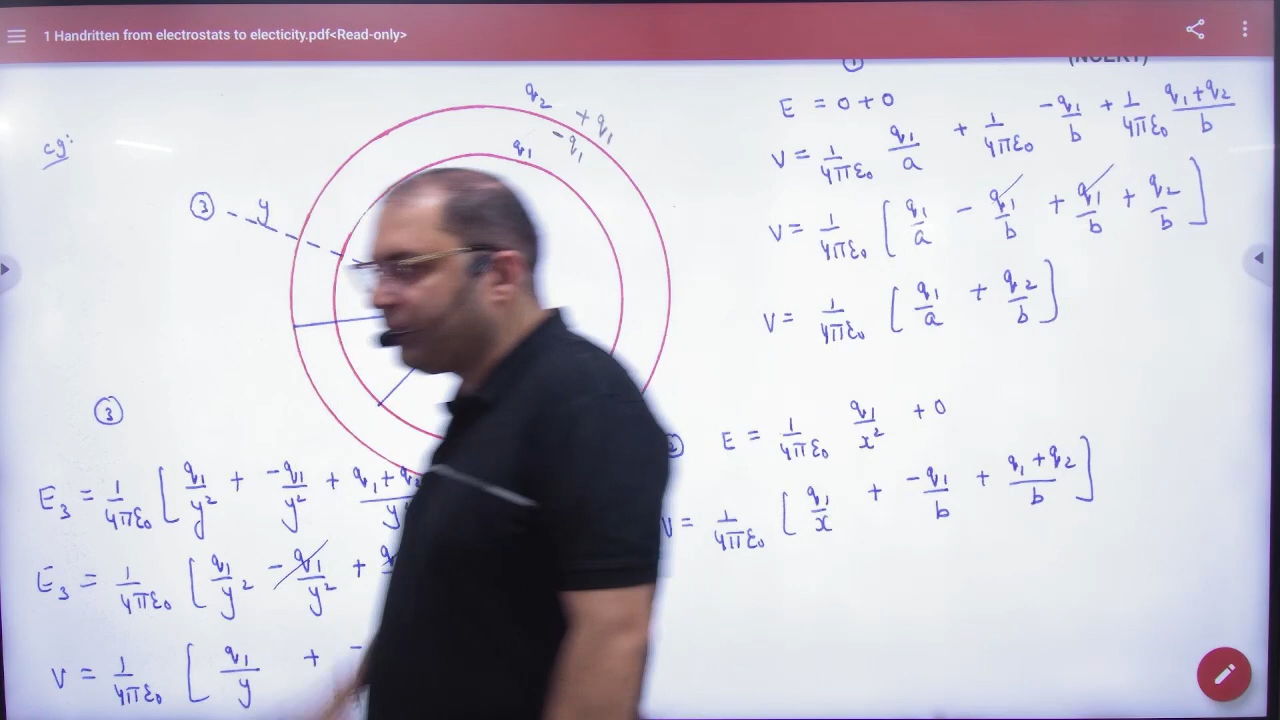 1 Handritten from electrostats to electicity.pdf<Read-only>
eg:
q₂ + q₁
- q₁
q₁
③ y
E = 0 + 0
V = 1/4πε₀ q₁/a + 1/4πε₀ -q₁/b + 1/4πε₀ q₁+q₂/b
V = 1/4πε₀ [ q₁/a - q₁/b + q₁/b + q₂/b ]
V = 1/4πε₀ [ q₁/a + q₂/b ]
E = 1/4πε₀ q₁/x² + 0
V = 1/4πε₀ [ q₁/x + -q₁/b + q₁+q₂/b ]
③
E₃ = 1/4πε₀ [ q₁/y² + -q₁/y² + q₁+q
E₃ = 1/4πε₀ [ q₁/y² - q₁/y² +
V = 1/4πε₀ [ q₁/y + -